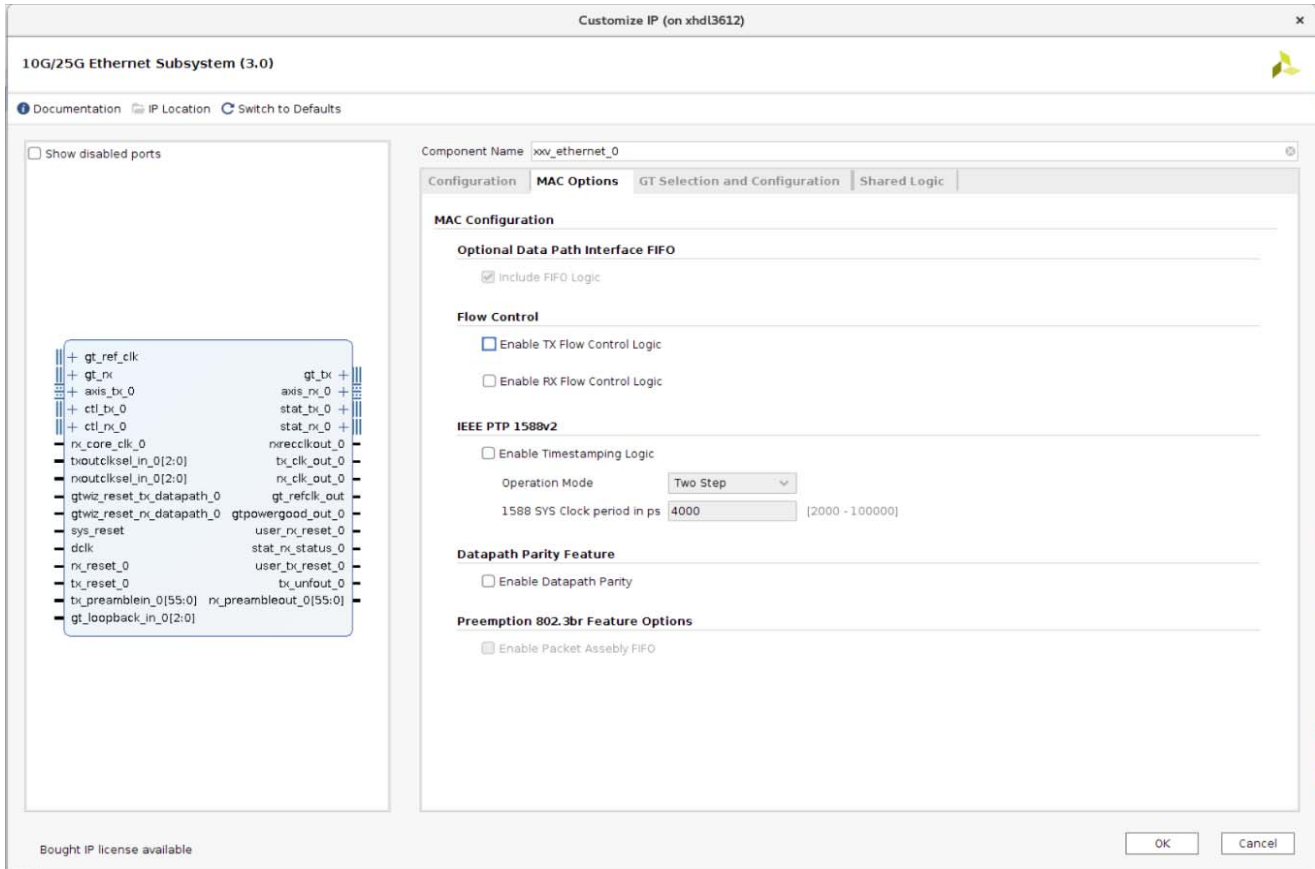 Customize IP (on xhdl3612)
10G/25G Ethernet Subsystem (3.0)
Documentation IP Location Switch to Defaults
Show disabled ports
gt_ref_clk
gt_rx gt_tx
axis_tx_0 axis_rx_0
ctl_tx_0 stat_tx_0
ctl_rx_0 stat_rx_0
rx_core_clk_0 rxrecclkout_0
txoutclksel_in_0[2:0] tx_clk_out_0
rxoutclksel_in_0[2:0] rx_clk_out_0
gtwiz_reset_tx_datapath_0 gt_refclk_out
gtwiz_reset_rx_datapath_0 gtpowergood_out_0
sys_reset user_rx_reset_0
dclk stat_rx_status_0
rx_reset_0 user_tx_reset_0
tx_reset_0 tx_unfout_0
tx_preamblein_0[55:0] rx_preambleout_0[55:0]
gt_loopback_in_0[2:0]
Component Name xxv_ethernet_0
Configuration MAC Options GT Selection and Configuration Shared Logic
MAC Configuration
Optional Data Path Interface FIFO
Include FIFO Logic
Flow Control
Enable TX Flow Control Logic
Enable RX Flow Control Logic
IEEE PTP 1588v2
Enable Timestamping Logic
Operation Mode Two Step
1588 SYS Clock period in ps 4000 [2000 - 100000]
Datapath Parity Feature
Enable Datapath Parity
Preemption 802.3br Feature Options
Enable Packet Assebly FIFO
Bought IP license available
OK Cancel